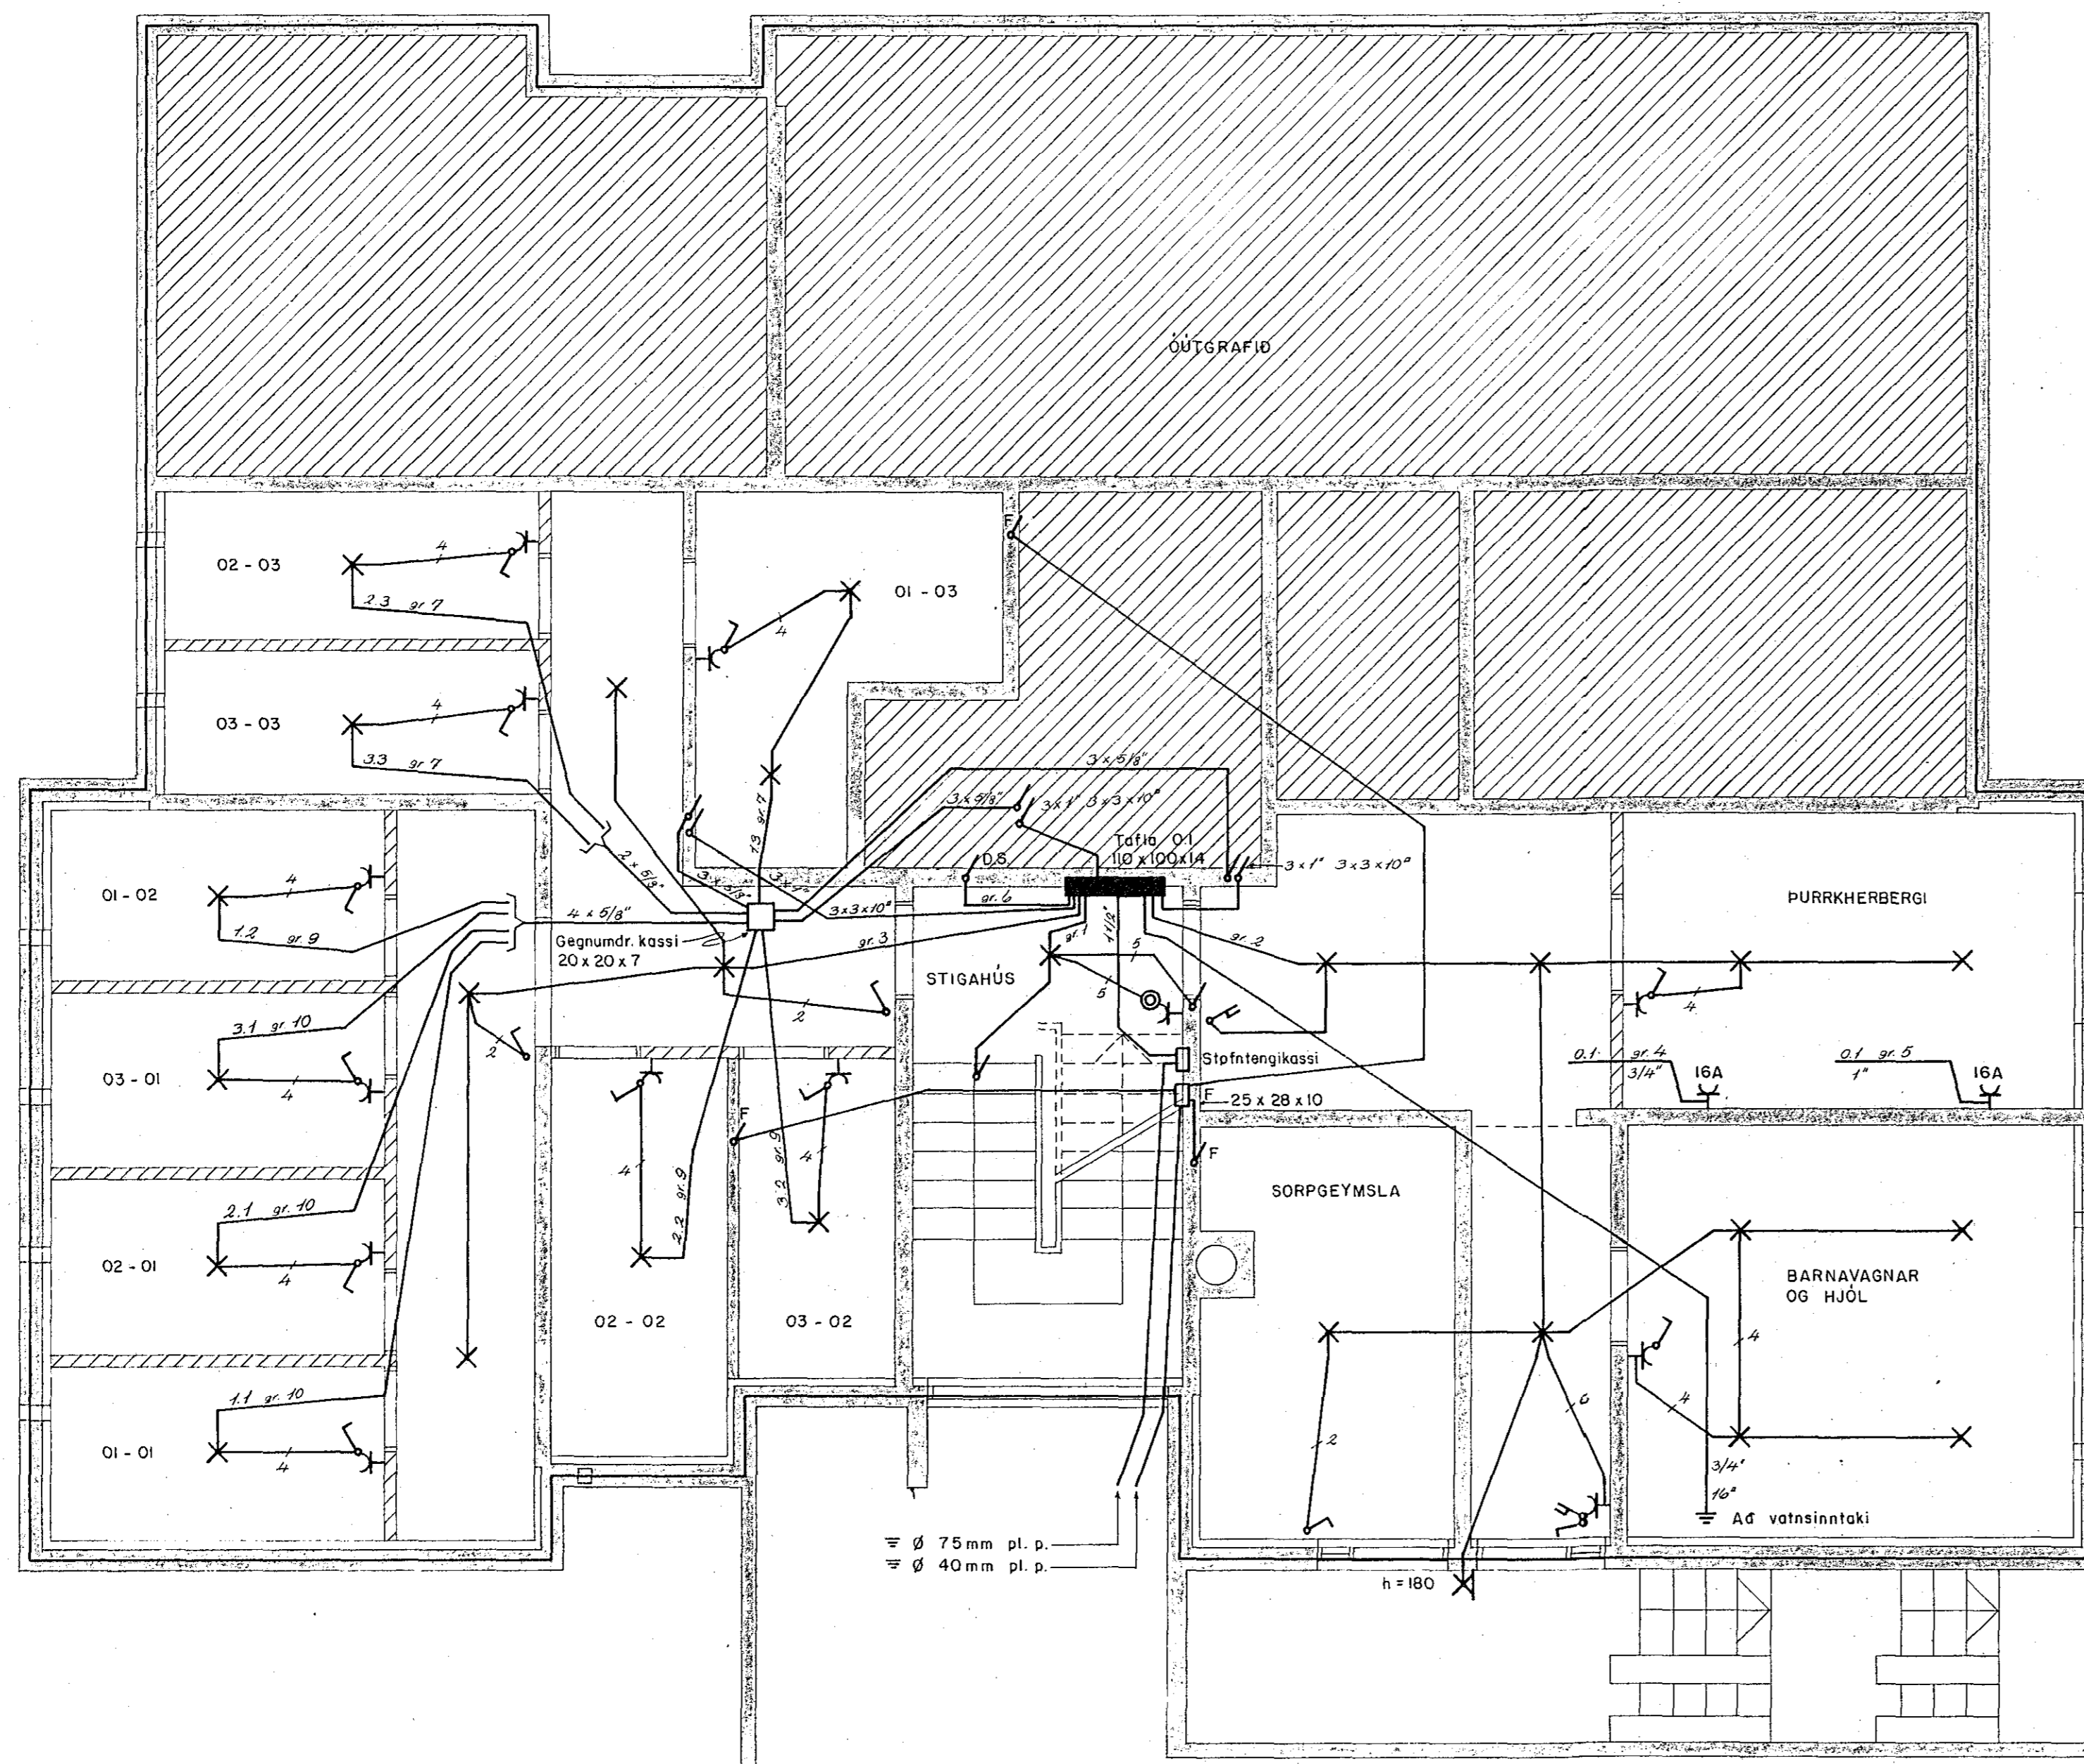 ÓÚTGRAFIÐ
02 - 03
4
2.3 gr 7
01 - 03
4
03 - 03
4
3.3 gr 7
F
3 x 5/8"
3 x 5/8"
3 x 1" 3 x 3 x 10°
1.3 gr 7
Tafla 0.1
110 x 100 x 14
D.S.
3 x 1" 3 x 3 x 10°
2 x 5/8"
3 x 5/8"
3 x 1"
3 x 3 x 10°
gr. 6
01 - 02
4
1.2 gr 9
4 x 5/8"
Gegnumdr. kassi
20 x 20 x 7
gr. 3
gr. 1
1 1/2"
5
gr. 2
ÞURRKHERBERGI
STIGAHÚS
5
2
4
3.1 gr 10
2
03 - 01
4
Stofntengikassi
0.1 gr. 4
3/4"
16A
0.1 gr. 5
1"
16A
F
25 x 28 x 10
F
F
4
2.2 gr. 9
3.2 gr. 9
4
SORPGEYMSLA
2.1 gr. 10
02 - 01
4
BARNAVAGNAR
OG HJÓL
02 - 02
03 - 02
4
1.1 gr. 10
01 - 01
4
2
6
4
3/4"
16°
Að vatnsinntaki
Ø 75mm pl. p.
Ø 40mm pl. p.
h = 180